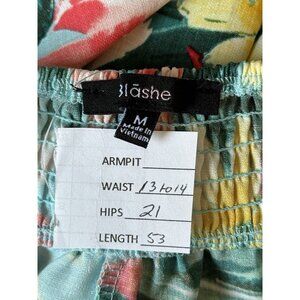 Blāshe
M
Made in
Vietnam
ARMPIT
WAIST 13 to 14
HIPS 21
LENGTH 53